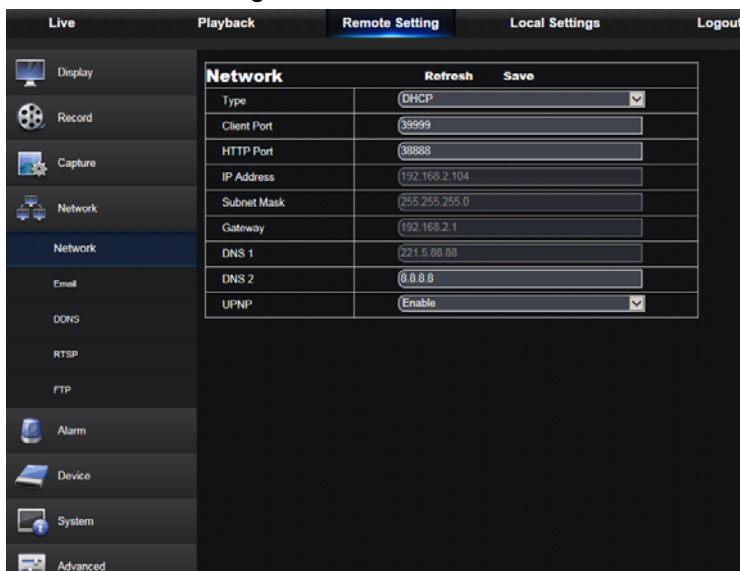 Live Playback Remote Setting Local Settings Logout
Display
Record
Capture
Network
Network
Email
DDNS
RTSP
FTP
Alarm
Device
System
Advanced
Network Refresh Save
Type DHCP
Client Port 39999
HTTP Port 38888
IP Address 192.168.2.104
Subnet Mask 255.255.255.0
Gateway 192.168.2.1
DNS 1 221.5.88.88
DNS 2 8.8.8.8
UPNP Enable